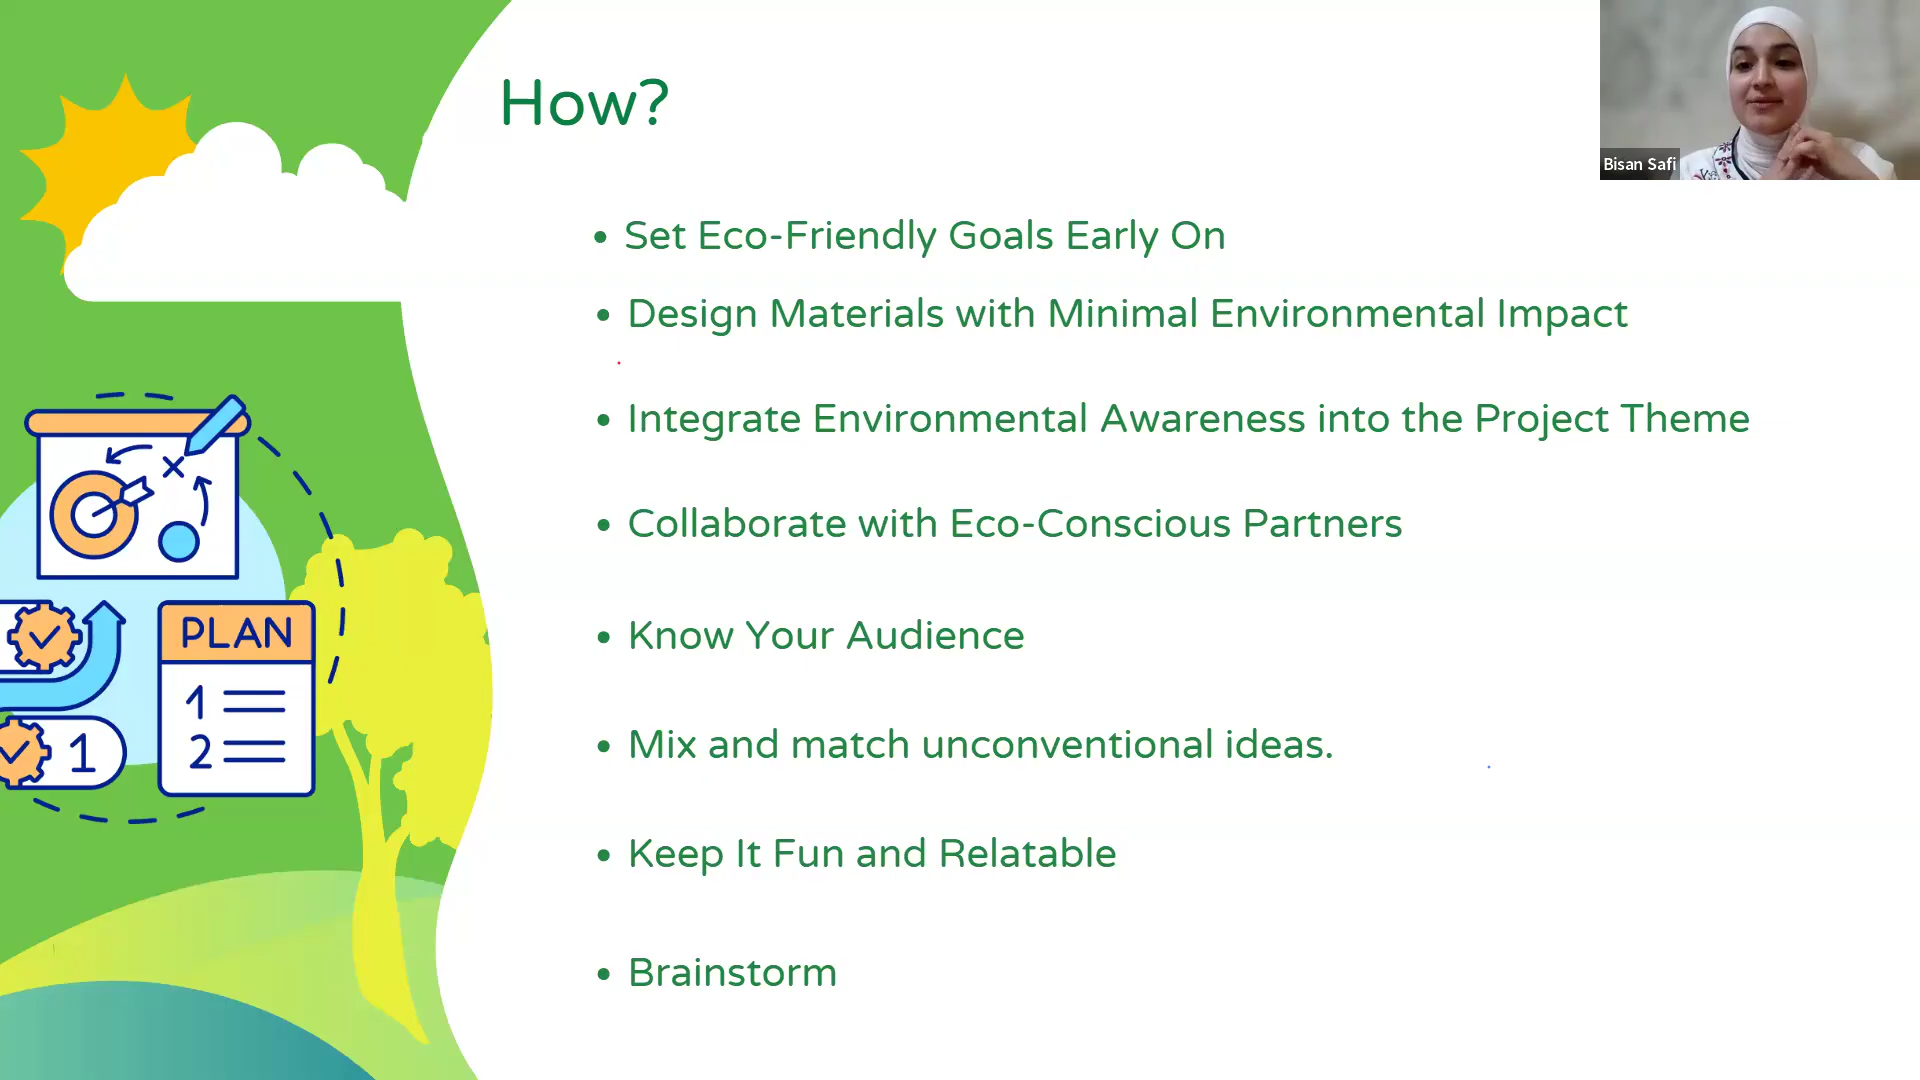 How?
Bisan Safi
• Set Eco-Friendly Goals Early On
• Design Materials with Minimal Environmental Impact
• Integrate Environmental Awareness into the Project Theme
• Collaborate with Eco-Conscious Partners
• Know Your Audience
• Mix and match unconventional ideas.
• Keep It Fun and Relatable
• Brainstorm
PLAN
1
2
1